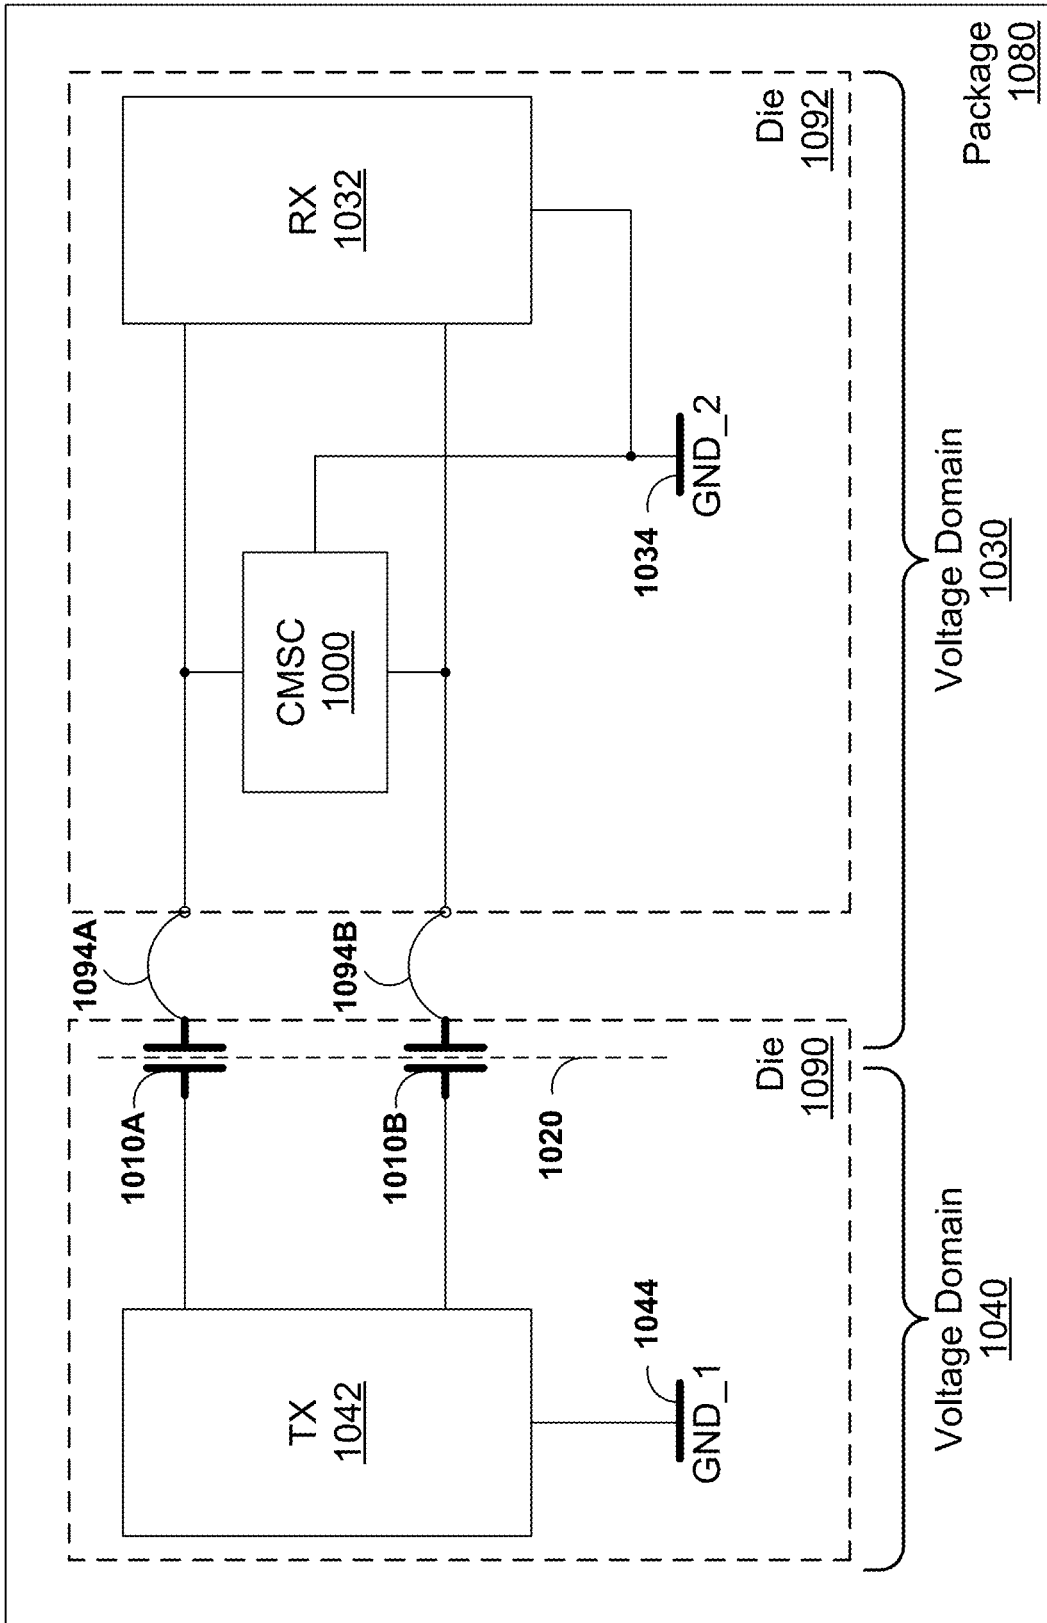 Package
1080
Die
1092
RX
1032
CMSC
1000
GND_2
1034
Voltage Domain
1030
1094A
1094B
Die
1090
1010A
1010B
1020
TX
1042
GND_1
1044
Voltage Domain
1040